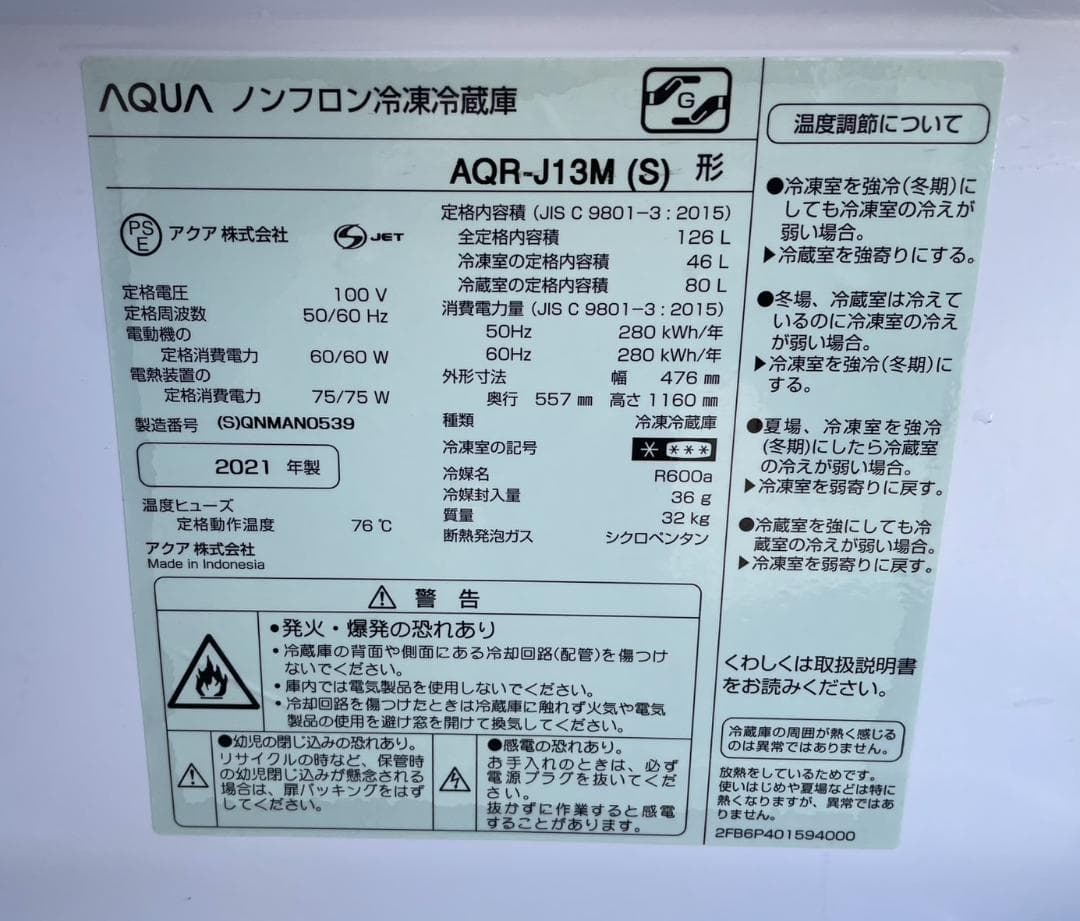 AQUA ノンフロン冷凍冷蔵庫
G
AQR-J13M (S) 形
PS
E
アクア 株式会社
S JET
定格電圧 100 V
定格周波数 50/60 Hz
電動機の
定格消費電力 60/60 W
電熱装置の
定格消費電力 75/75 W
製造番号 (S)QNMAN0539
2021 年製
温度ヒューズ
定格動作温度 76 ℃
アクア 株式会社
Made in Indonesia
定格内容積 (JIS C 9801-3 : 2015)
全定格内容積 126 L
冷凍室の定格内容積 46 L
冷蔵室の定格内容積 80 L
消費電力量 (JIS C 9801-3 : 2015)
50Hz 280 kWh/年
60Hz 280 kWh/年
外形寸法 幅 476 ㎜
奥行 557 ㎜ 高さ 1160 ㎜
種類 冷凍冷蔵庫
冷凍室の記号 * ***
冷媒名 R600a
冷媒封入量 36 g
質量 32 kg
断熱発泡ガス シクロペンタン
⚠ 警 告
•発火・爆発の恐れあり
・冷蔵庫の背面や側面にある冷却回路(配管)を傷つけ
ないでください。
・庫内では電気製品を使用しないでください。
・冷却回路を傷つけたときは冷蔵庫に触れず火気や電気
製品の使用を避け窓を開けて換気してください。
●幼児の閉じ込みの恐れあり。
リサイクルの時など、保管時
の幼児閉じ込みが懸念される
場合は、扉パッキングをはず
してください。
●感電の恐れあり。
お手入れのときは、必ず
電源プラグを抜いてくだ
さい。
抜かずに作業すると感電
することがあります。
温度調節について
●冷凍室を強冷(冬期)に
しても冷凍室の冷えが
弱い場合。
▶冷蔵室を強寄りにする。
●冬場、冷蔵室は冷えて
いるのに冷凍室の冷え
が弱い場合。
▶冷凍室を強冷(冬期)に
する。
●夏場、冷凍室を強冷
(冬期)にしたら冷蔵室
の冷えが弱い場合。
▶冷凍室を弱寄りに戻す。
●冷蔵室を強にしても冷
蔵室の冷えが弱い場合。
▶冷凍室を弱寄りに戻す。
くわしくは取扱説明書
をお読みください。
冷蔵庫の周囲が熱く感じる
のは異常ではありません。
放熱をしているためです。
使いはじめや夏場などは特に
熱くなりますが、異常ではあ
りません。
2FB6P401594000